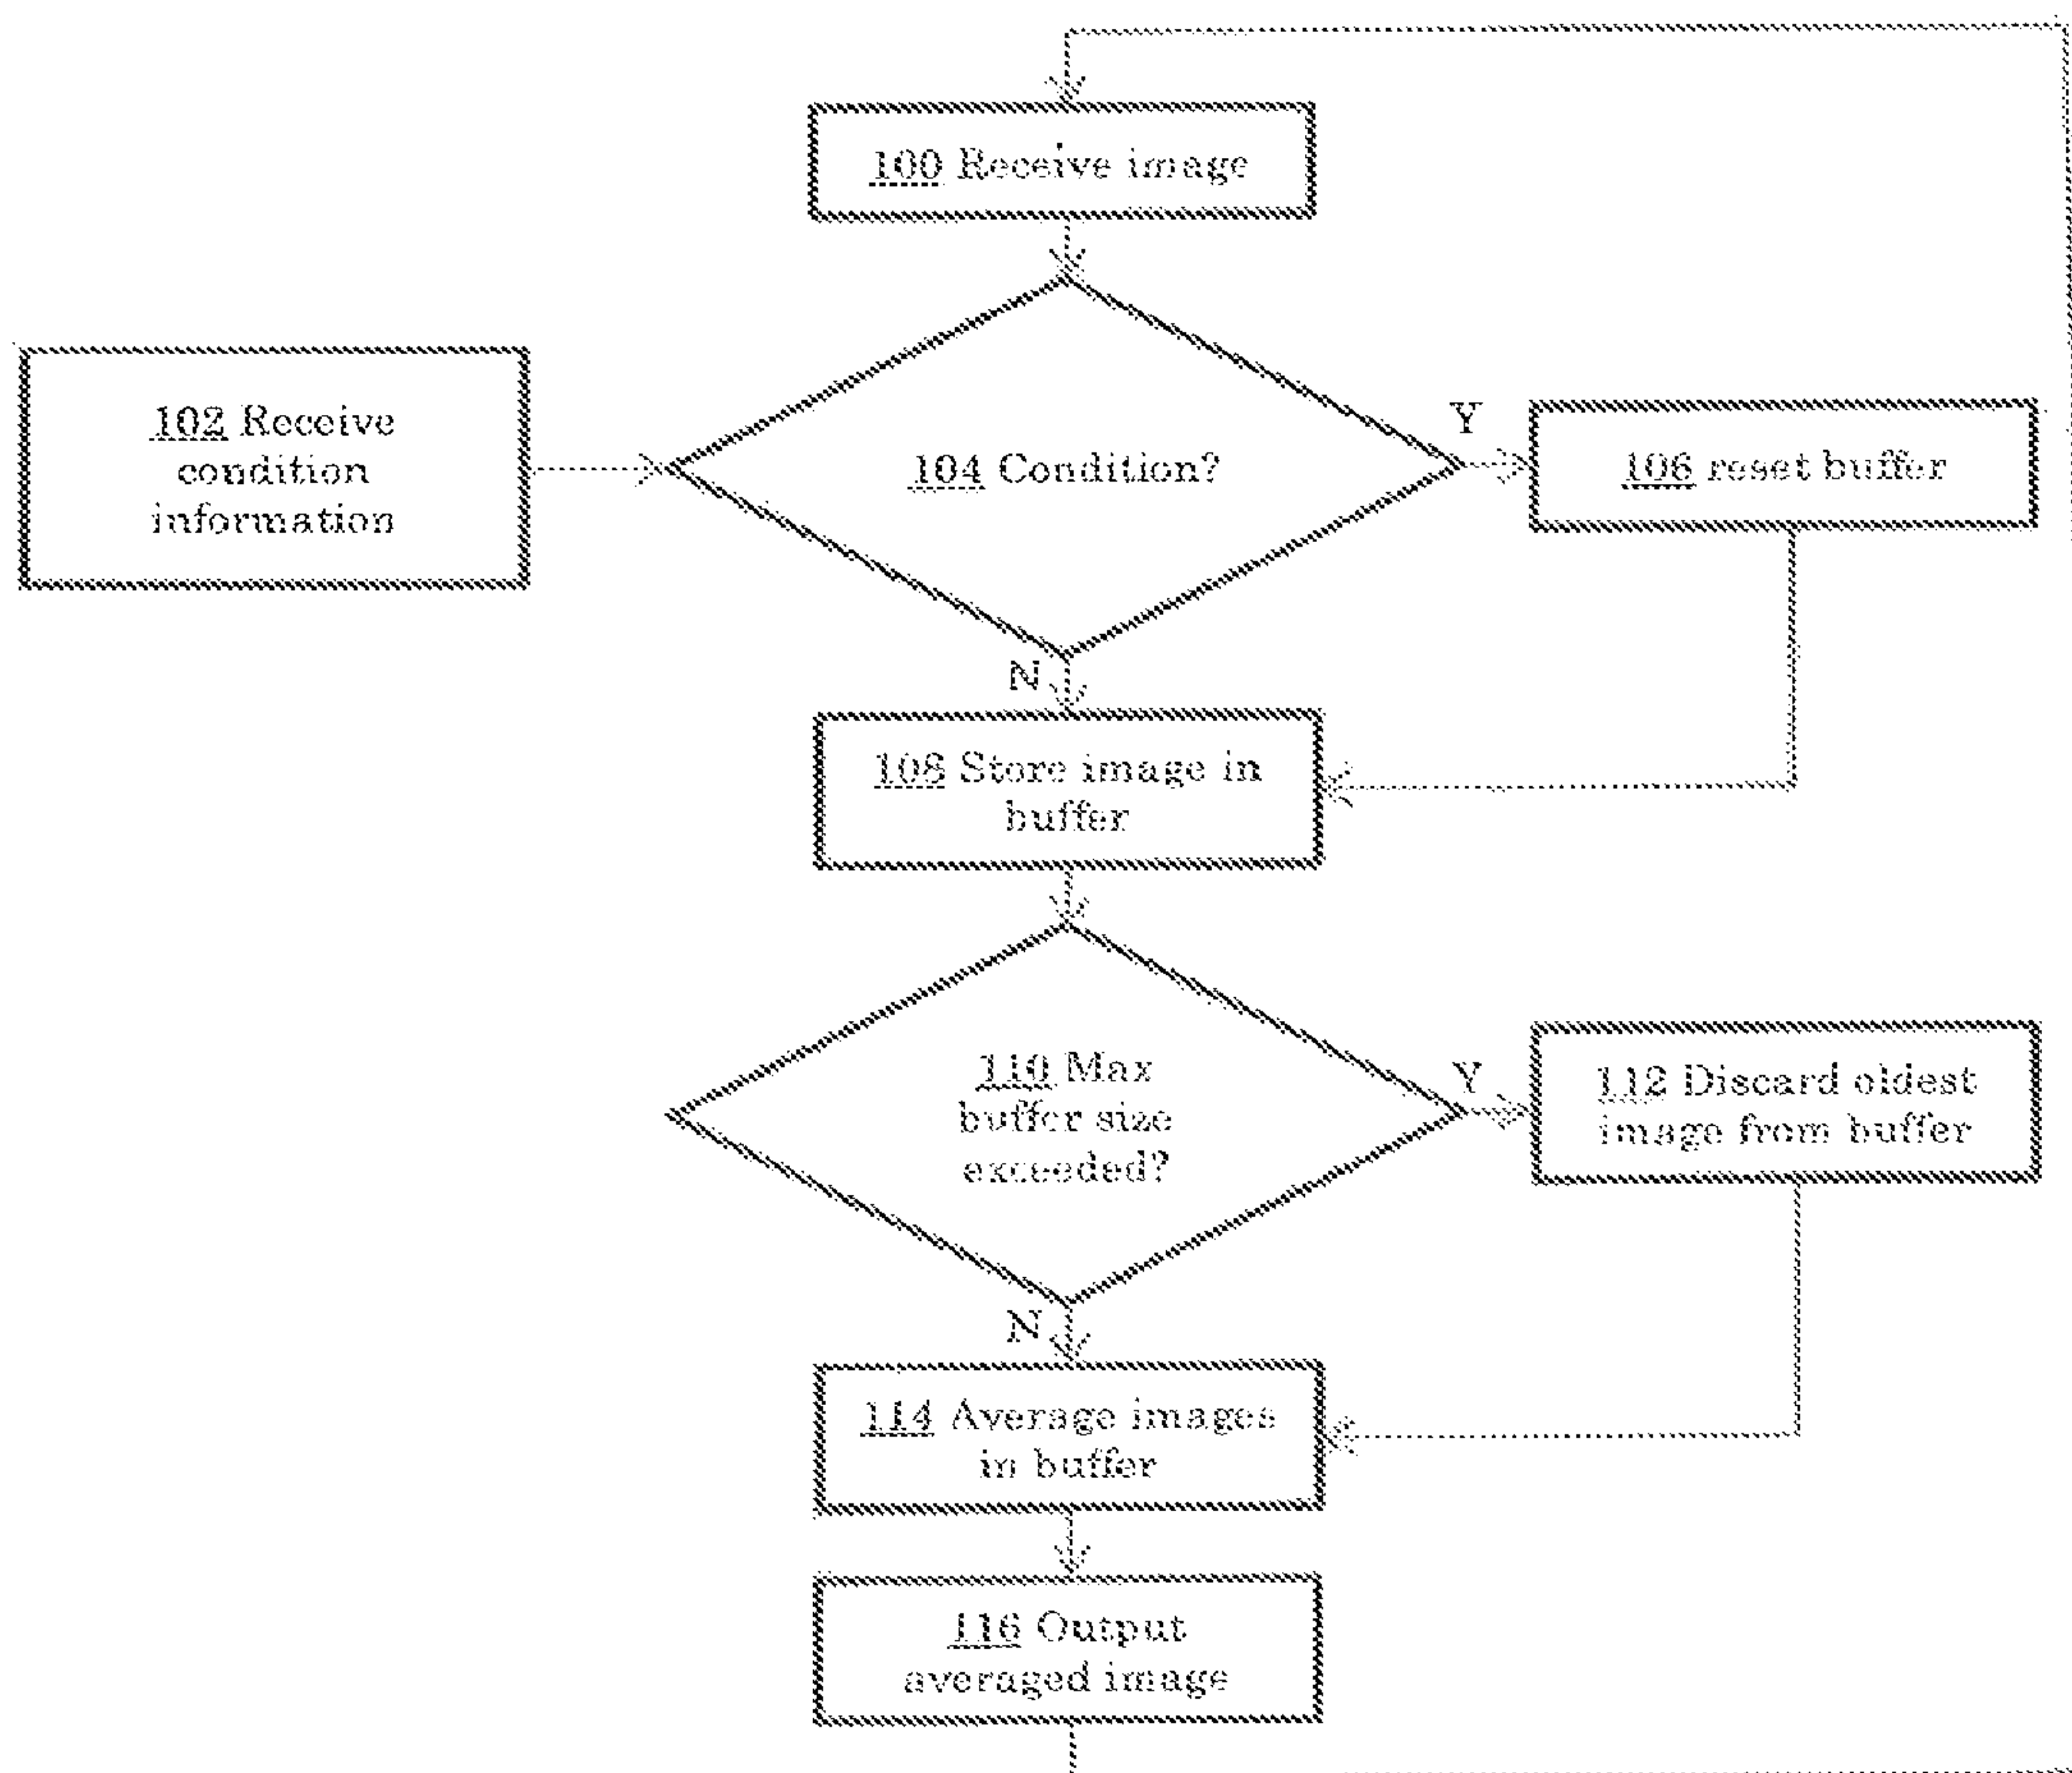 100 Receive image
102 Receive
condition
information
104 Condition?
Y
106 reset buffer
N
108 Store image in
buffer
110 Max
buffer size
exceeded?
Y
112 Discard oldest
image from buffer
N
114 Average images
in buffer
116 Output
averaged image